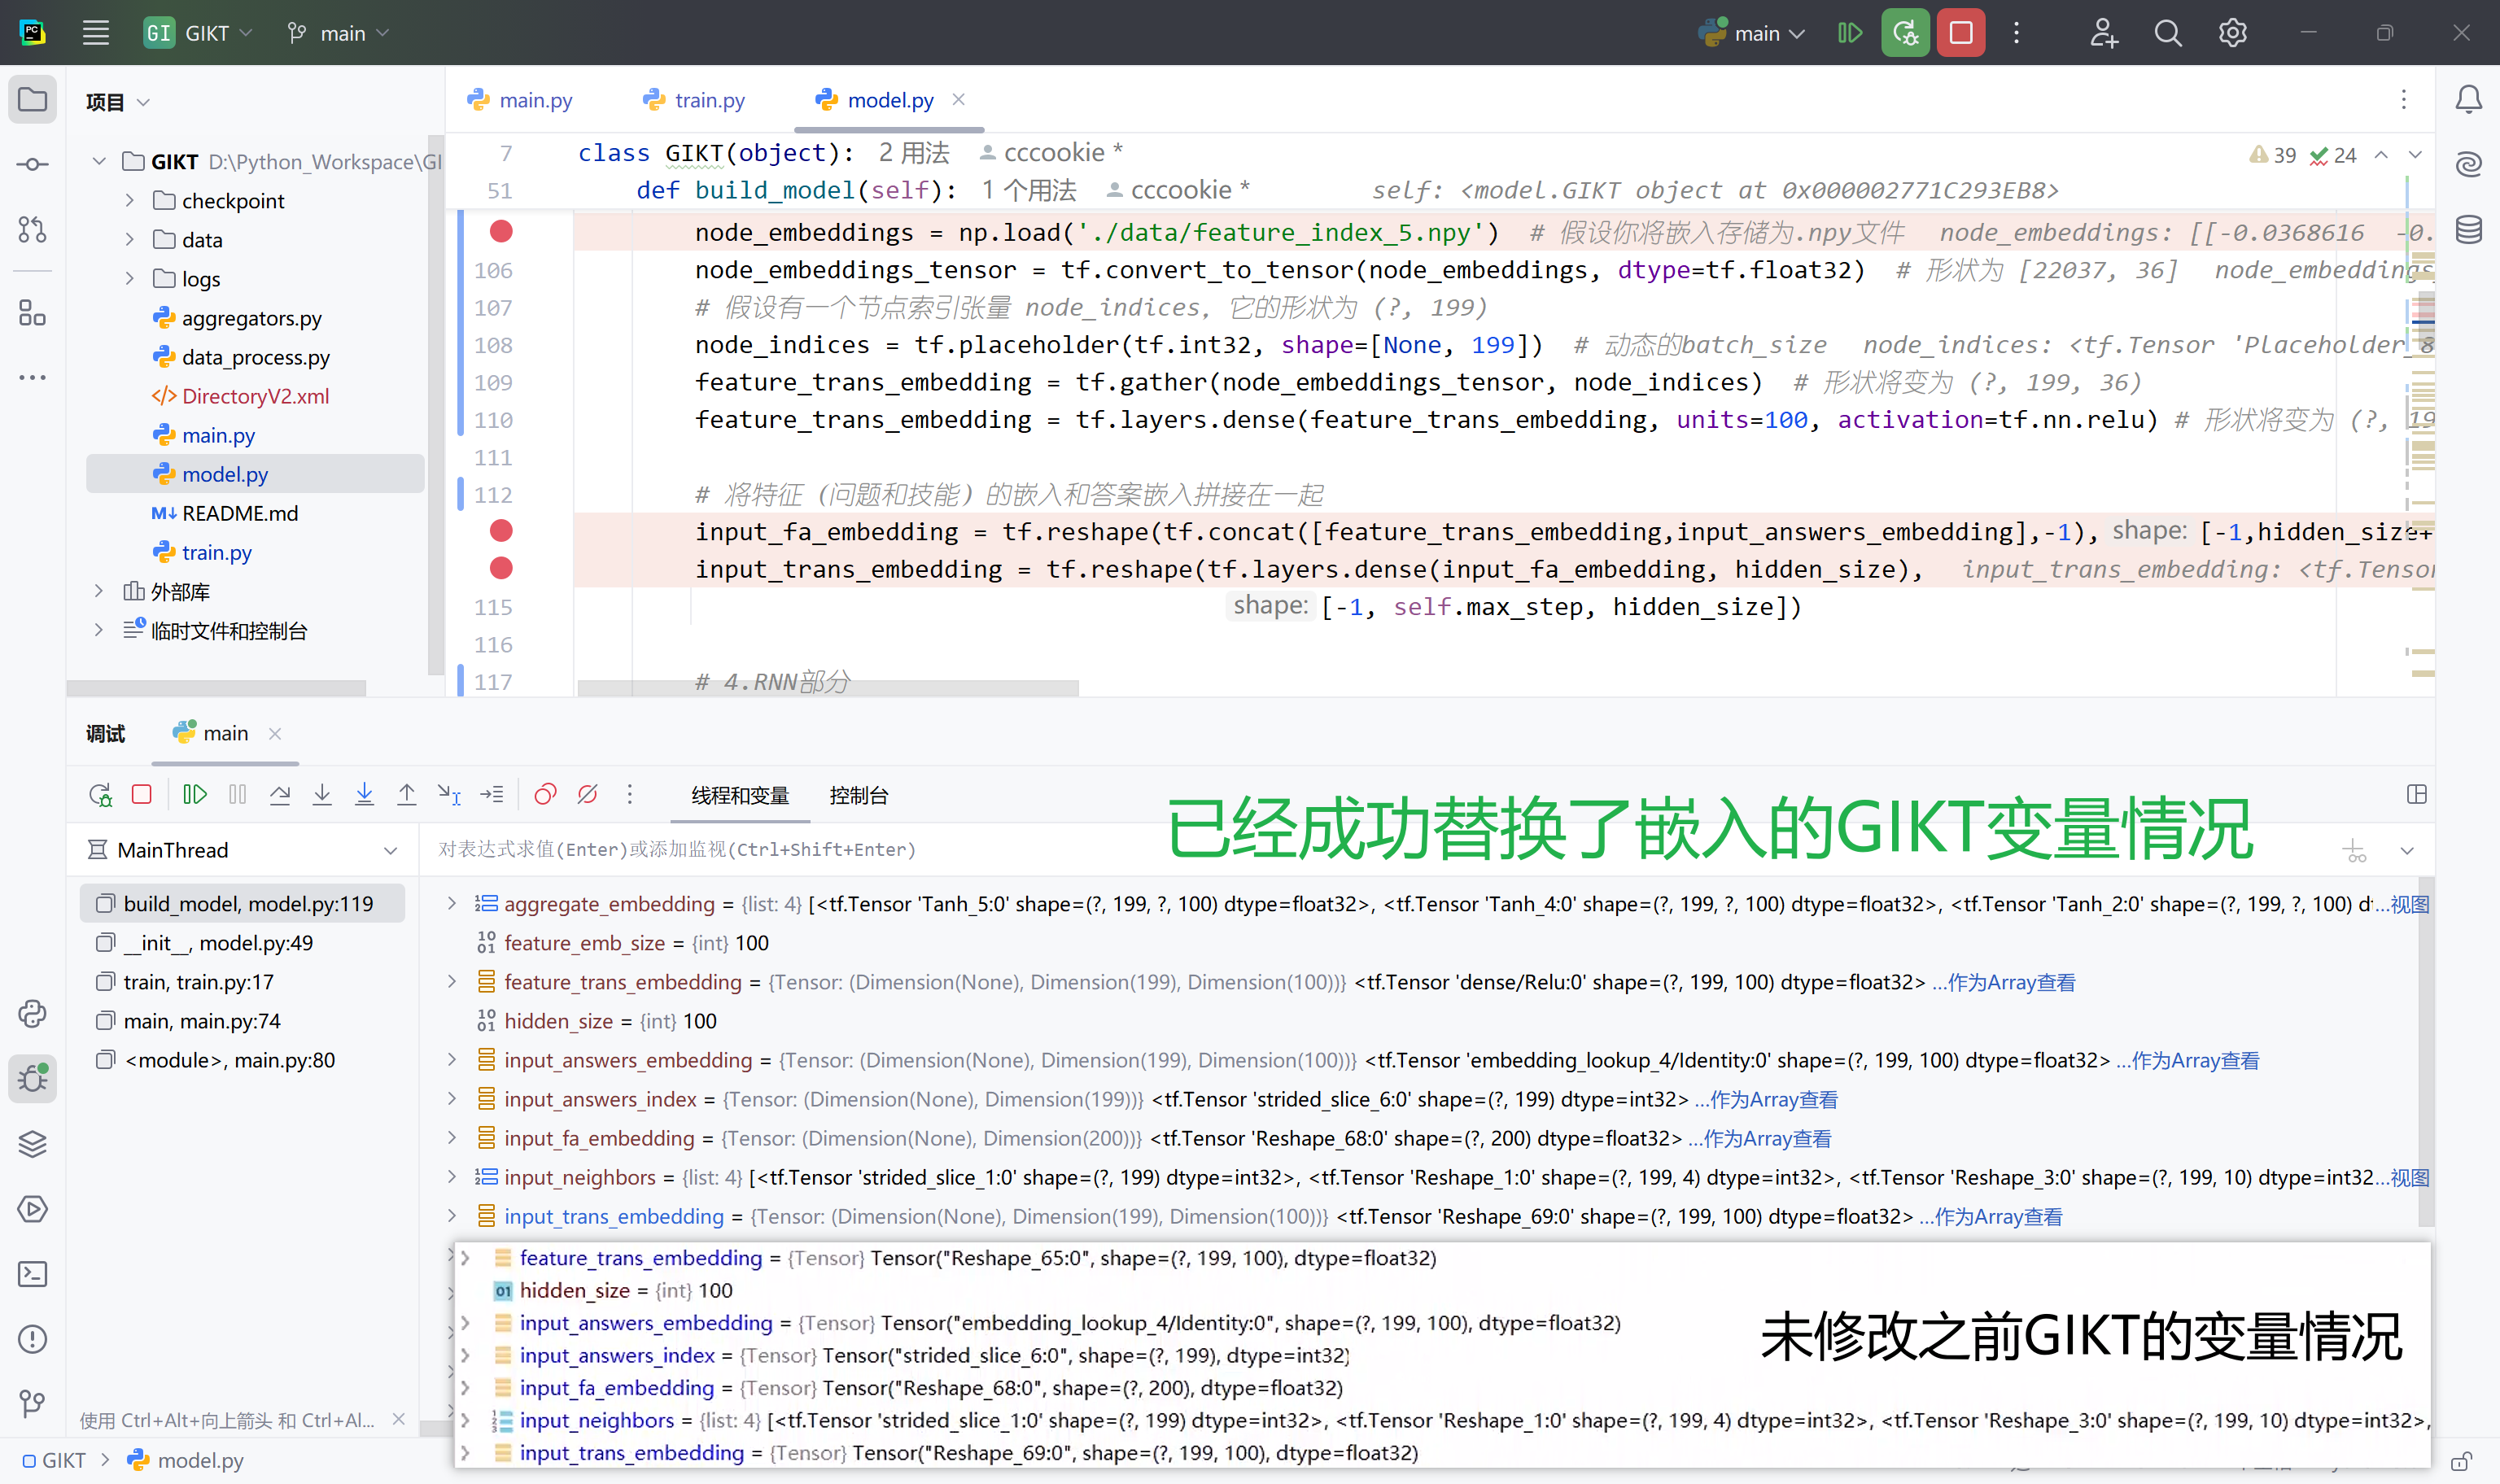 PC
GI GIKT main
main
项目
main.py train.py model.py
GIKT D:\Python_Workspace\GI
checkpoint
data
logs
aggregators.py
data_process.py
DirectoryV2.xml
main.py
model.py
README.md
train.py
外部库
临时文件和控制台
39 24
7 class GIKT(object): 2 用法 cccookie *
51 def build_model(self): 1 个用法 cccookie * self: <model.GIKT object at 0x000002771C293EB8>
node_embeddings = np.load('./data/feature_index_5.npy') # 假设你将嵌入存储为.npy文件 node_embeddings: [[-0.0368616 -0.
106 node_embeddings_tensor = tf.convert_to_tensor(node_embeddings, dtype=tf.float32) # 形状为 [22037, 36] node_embeddings
107 # 假设有一个节点索引张量 node_indices, 它的形状为 (?, 199)
108 node_indices = tf.placeholder(tf.int32, shape=[None, 199]) # 动态的batch_size node_indices: <tf.Tensor 'Placeholder_8
109 feature_trans_embedding = tf.gather(node_embeddings_tensor, node_indices) # 形状将变为 (?, 199, 36)
110 feature_trans_embedding = tf.layers.dense(feature_trans_embedding, units=100, activation=tf.nn.relu) # 形状将变为 (?, 19
111
112 # 将特征 (问题和技能) 的嵌入和答案嵌入拼接在一起
input_fa_embedding = tf.reshape(tf.concat([feature_trans_embedding,input_answers_embedding],-1), shape: [-1,hidden_size+
input_trans_embedding = tf.reshape(tf.layers.dense(input_fa_embedding, hidden_size), input_trans_embedding: <tf.Tensor
115 shape: [-1, self.max_step, hidden_size])
116
117 # 4.RNN部分
调试 main
线程和变量 控制台
已经成功替换了嵌入的GIKT变量情况
MainThread
对表达式求值(Enter)或添加监视(Ctrl+Shift+Enter)
build_model, model.py:119
__init__, model.py:49
train, train.py:17
main, main.py:74
<module>, main.py:80
aggregate_embedding = {list: 4} [<tf.Tensor 'Tanh_5:0' shape=(?, 199, ?, 100) dtype=float32>, <tf.Tensor 'Tanh_4:0' shape=(?, 199, ?, 100) dtype=float32>, <tf.Tensor 'Tanh_2:0' shape=(?, 199, ?, 100) dt...视图
feature_emb_size = {int} 100
feature_trans_embedding = {Tensor: (Dimension(None), Dimension(199), Dimension(100))} <tf.Tensor 'dense/Relu:0' shape=(?, 199, 100) dtype=float32> ...作为Array查看
hidden_size = {int} 100
input_answers_embedding = {Tensor: (Dimension(None), Dimension(199), Dimension(100))} <tf.Tensor 'embedding_lookup_4/Identity:0' shape=(?, 199, 100) dtype=float32> ...作为Array查看
input_answers_index = {Tensor: (Dimension(None), Dimension(199))} <tf.Tensor 'strided_slice_6:0' shape=(?, 199) dtype=int32> ...作为Array查看
input_fa_embedding = {Tensor: (Dimension(None), Dimension(200))} <tf.Tensor 'Reshape_68:0' shape=(?, 200) dtype=float32> ...作为Array查看
input_neighbors = {list: 4} [<tf.Tensor 'strided_slice_1:0' shape=(?, 199) dtype=int32>, <tf.Tensor 'Reshape_1:0' shape=(?, 199, 4) dtype=int32>, <tf.Tensor 'Reshape_3:0' shape=(?, 199, 10) dtype=int32...视图
input_trans_embedding = {Tensor: (Dimension(None), Dimension(199), Dimension(100))} <tf.Tensor 'Reshape_69:0' shape=(?, 199, 100) dtype=float32> ...作为Array查看
feature_trans_embedding = {Tensor} Tensor("Reshape_65:0", shape=(?, 199, 100), dtype=float32)
hidden_size = {int} 100
input_answers_embedding = {Tensor} Tensor("embedding_lookup_4/Identity:0", shape=(?, 199, 100), dtype=float32)
input_answers_index = {Tensor} Tensor("strided_slice_6:0", shape=(?, 199), dtype=int32)
input_fa_embedding = {Tensor} Tensor("Reshape_68:0", shape=(?, 200), dtype=float32)
input_neighbors = {list: 4} [<tf.Tensor 'strided_slice_1:0' shape=(?, 199) dtype=int32>, <tf.Tensor 'Reshape_1:0' shape=(?, 199, 4) dtype=int32>, <tf.Tensor 'Reshape_3:0' shape=(?, 199, 10) dtype=int32>,
input_trans_embedding = {Tensor} Tensor("Reshape_69:0", shape=(?, 199, 100), dtype=float32)
未修改之前GIKT的变量情况
使用 Ctrl+Alt+向上箭头 和 Ctrl+Al...
GIKT model.py